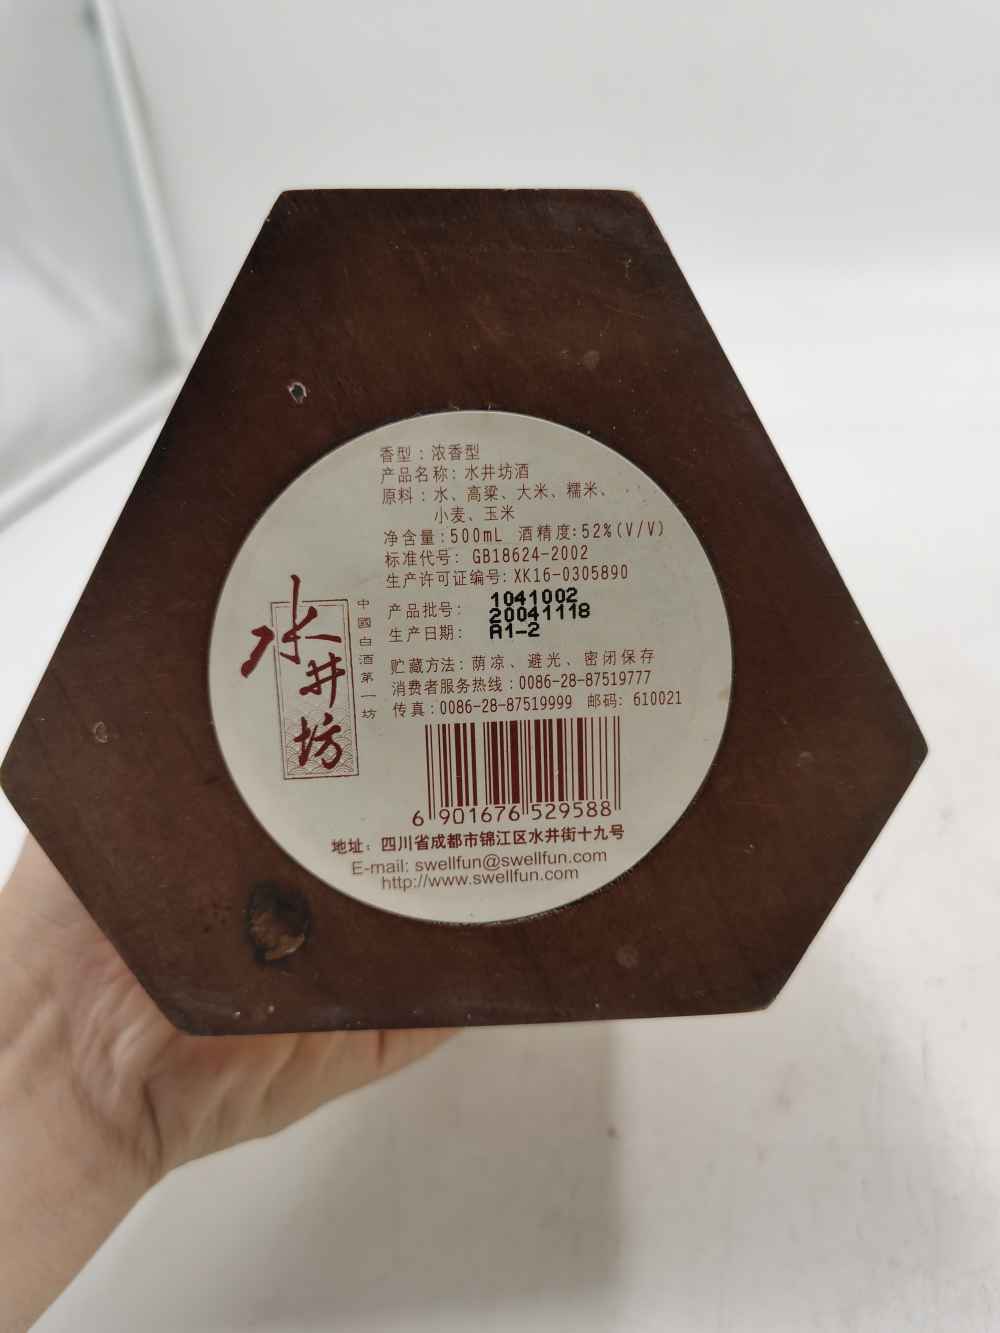 香型：浓香型
产品名称：水井坊酒
原料：水、高粱、大米、糯米、
小麦、玉米
净含量：500mL 酒精度：52%(V/V)
标准代号：GB18624-2002
生产许可证编号：XK16-0305890
产品批号：1041002
20041118
生产日期：A1-2
贮藏方法：荫凉、避光、密闭保存
消费者服务热线：0086-28-87519777
传真：0086-28-87519999 邮码：610021
水井坊
中國白酒第一坊
6 901676 529588
地址：四川省成都市锦江区水井街十九号
E-mail: swellfun@swellfun.com
http://www.swellfun.com